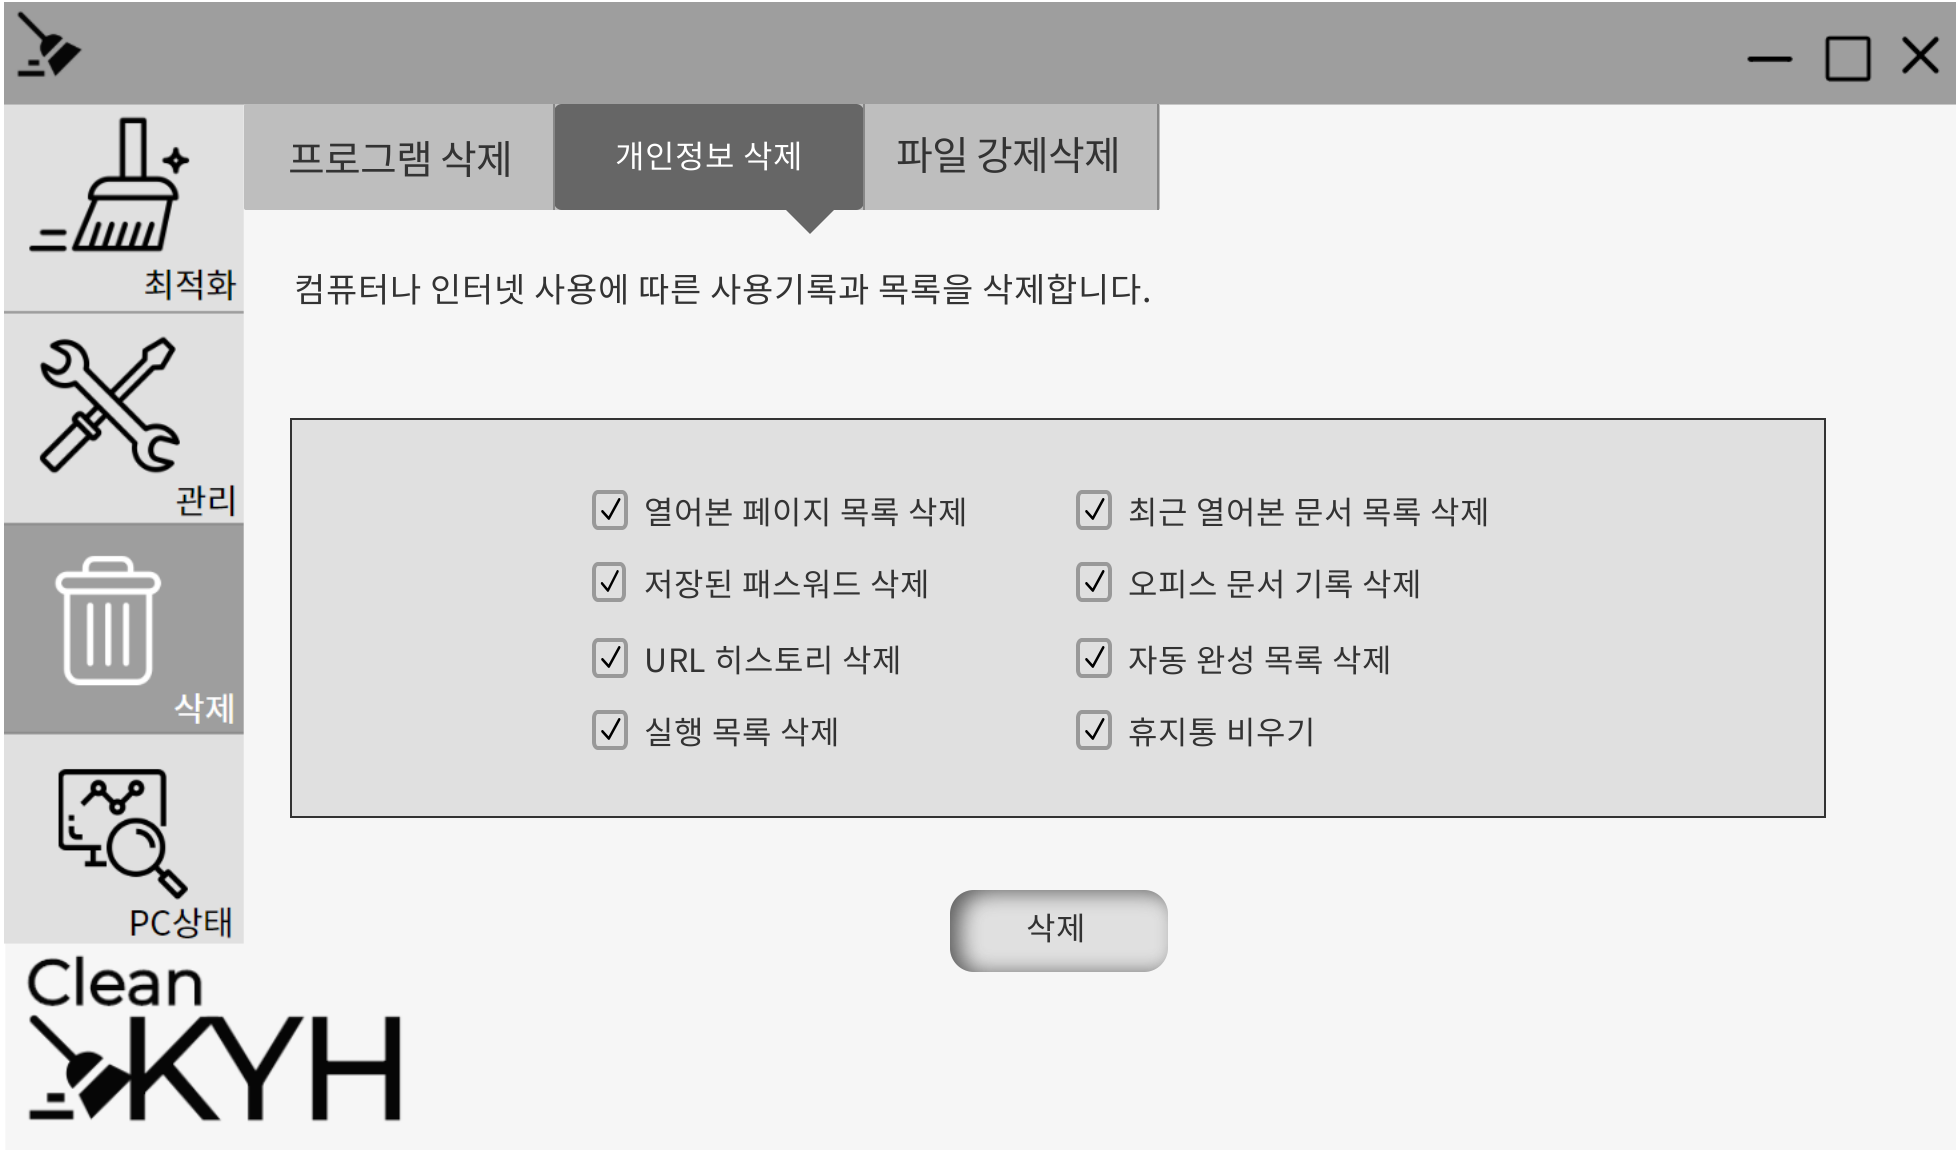 프로그램 삭제
개인정보 삭제
파일 강제삭제
최적화
관리
삭제
PC상태
컴퓨터나 인터넷 사용에 따른 사용기록과 목록을 삭제합니다.
열어본 페이지 목록 삭제
최근 열어본 문서 목록 삭제
저장된 패스워드 삭제
오피스 문서 기록 삭제
URL 히스토리 삭제
자동 완성 목록 삭제
실행 목록 삭제
휴지통 비우기
삭제
Clean
KYH